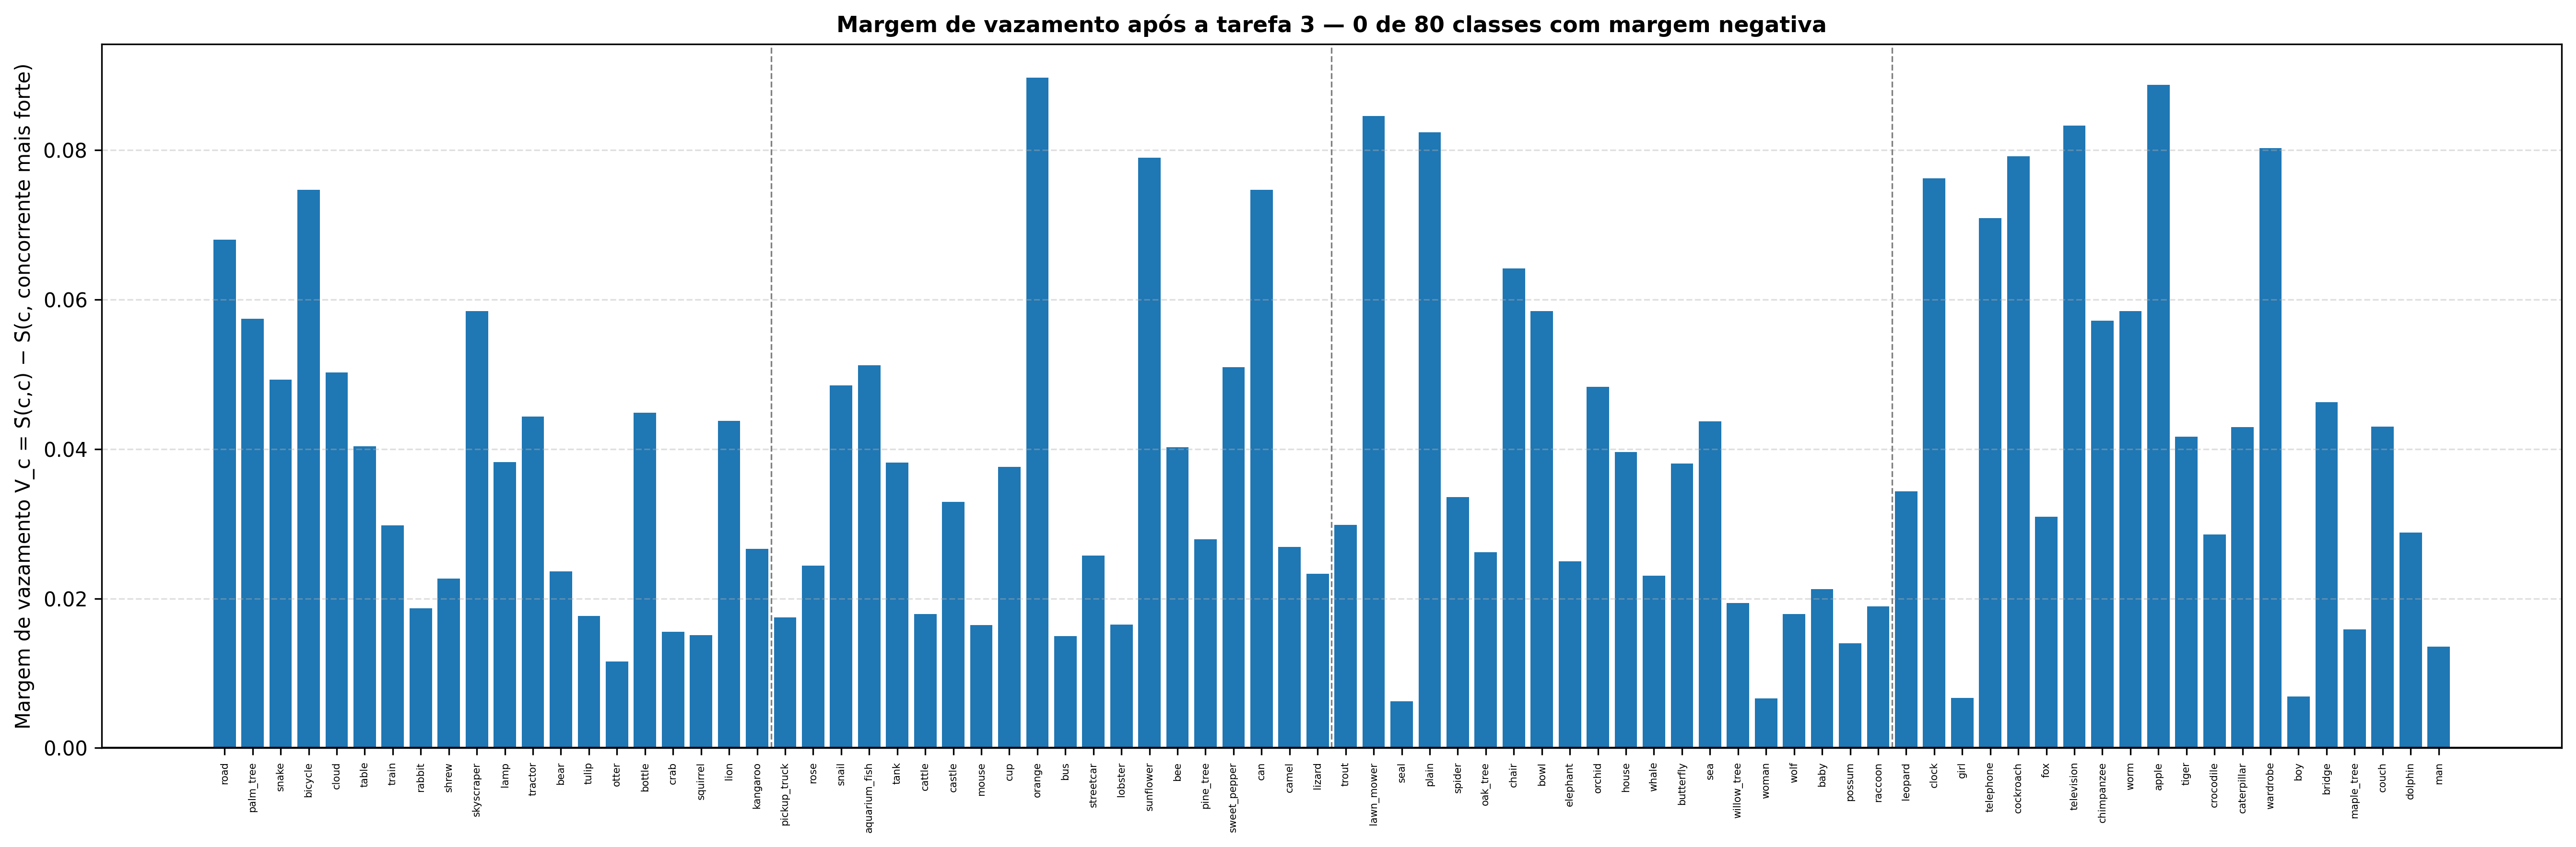 Margem de vazamento após a tarefa 3 — 0 de 80 classes com margem negativa
Margem de vazamento V_c = S(c,c) − S(c, concorrente mais forte)
0.08
0.06
0.04
0.02
0.00
road
palm_tree
snake
bicycle
cloud
table
train
rabbit
shrew
skyscraper
lamp
tractor
bear
tulip
otter
bottle
crab
squirrel
lion
kangaroo
pickup_truck
rose
snail
aquarium_fish
tank
cattle
castle
mouse
cup
orange
bus
streetcar
lobster
sunflower
bee
pine_tree
sweet_pepper
can
camel
lizard
trout
lawn_mower
seal
plain
spider
oak_tree
chair
bowl
elephant
orchid
house
whale
butterfly
sea
willow_tree
woman
wolf
baby
possum
raccoon
leopard
clock
girl
telephone
cockroach
fox
television
chimpanzee
worm
apple
tiger
crocodile
caterpillar
wardrobe
boy
bridge
maple_tree
couch
dolphin
man